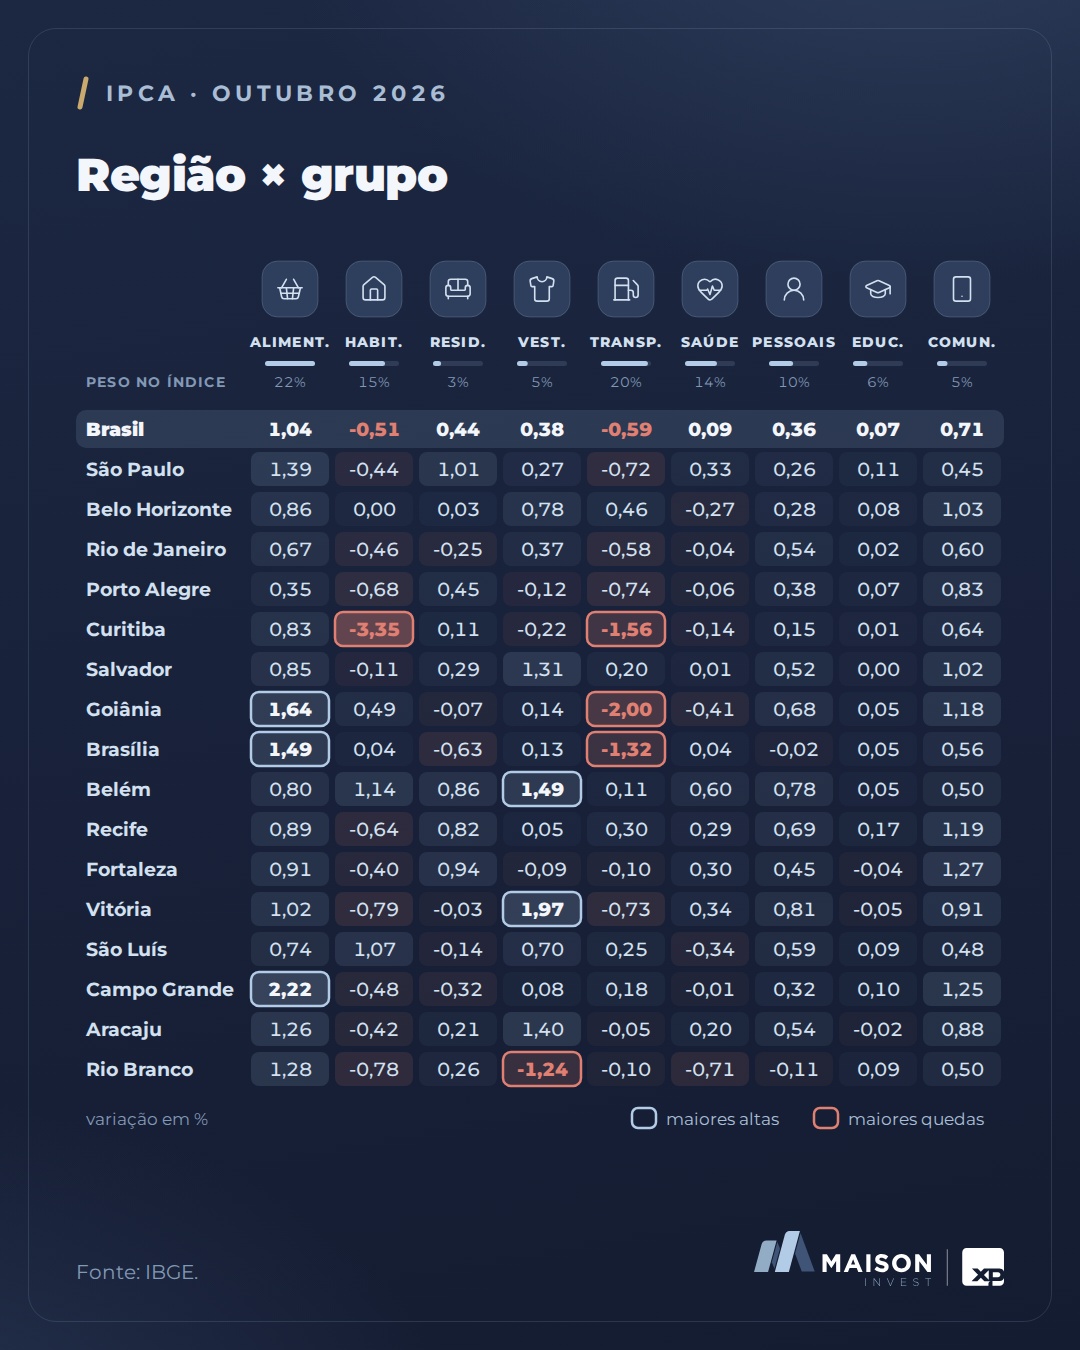 IPCA · OUTUBRO 2026
Região × grupo
ALIMENT. HABIT. RESID. VEST. TRANSP. SAÚDE PESSOAIS EDUC. COMUN.
PESO NO ÍNDICE 22% 15% 3% 5% 20% 14% 10% 6% 5%
Brasil 1,04 -0,51 0,44 0,38 -0,59 0,09 0,36 0,07 0,71
São Paulo 1,39 -0,44 1,01 0,27 -0,72 0,33 0,26 0,11 0,45
Belo Horizonte 0,86 0,00 0,03 0,78 0,46 -0,27 0,28 0,08 1,03
Rio de Janeiro 0,67 -0,46 -0,25 0,37 -0,58 -0,04 0,54 0,02 0,60
Porto Alegre 0,35 -0,68 0,45 -0,12 -0,74 -0,06 0,38 0,07 0,83
Curitiba 0,83 -3,35 0,11 -0,22 -1,56 -0,14 0,15 0,01 0,64
Salvador 0,85 -0,11 0,29 1,31 0,20 0,01 0,52 0,00 1,02
Goiânia 1,64 0,49 -0,07 0,14 -2,00 -0,41 0,68 0,05 1,18
Brasília 1,49 0,04 -0,63 0,13 -1,32 0,04 -0,02 0,05 0,56
Belém 0,80 1,14 0,86 1,49 0,11 0,60 0,78 0,05 0,50
Recife 0,89 -0,64 0,82 0,05 0,30 0,29 0,69 0,17 1,19
Fortaleza 0,91 -0,40 0,94 -0,09 -0,10 0,30 0,45 -0,04 1,27
Vitória 1,02 -0,79 -0,03 1,97 -0,73 0,34 0,81 -0,05 0,91
São Luís 0,74 1,07 -0,14 0,70 0,25 -0,34 0,59 0,09 0,48
Campo Grande 2,22 -0,48 -0,32 0,08 0,18 -0,01 0,32 0,10 1,25
Aracaju 1,26 -0,42 0,21 1,40 -0,05 0,20 0,54 -0,02 0,88
Rio Branco 1,28 -0,78 0,26 -1,24 -0,10 -0,71 -0,11 0,09 0,50
variação em % maiores altas maiores quedas
Fonte: IBGE.
MAISON
INVEST
xp